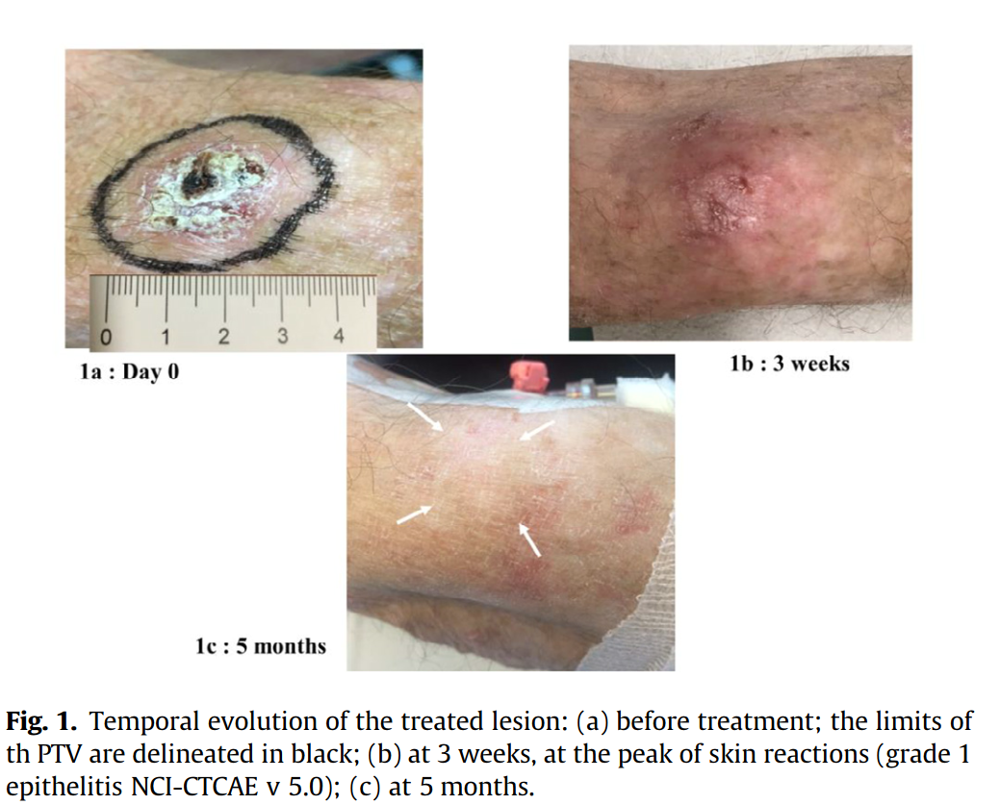 0 1 2 3 4
1a : Day 0
1b : 3 weeks
1c : 5 months
Fig. 1. Temporal evolution of the treated lesion: (a) before treatment; the limits of
th PTV are delineated in black; (b) at 3 weeks, at the peak of skin reactions (grade 1
epithelitis NCI-CTCAE v 5.0); (c) at 5 months.